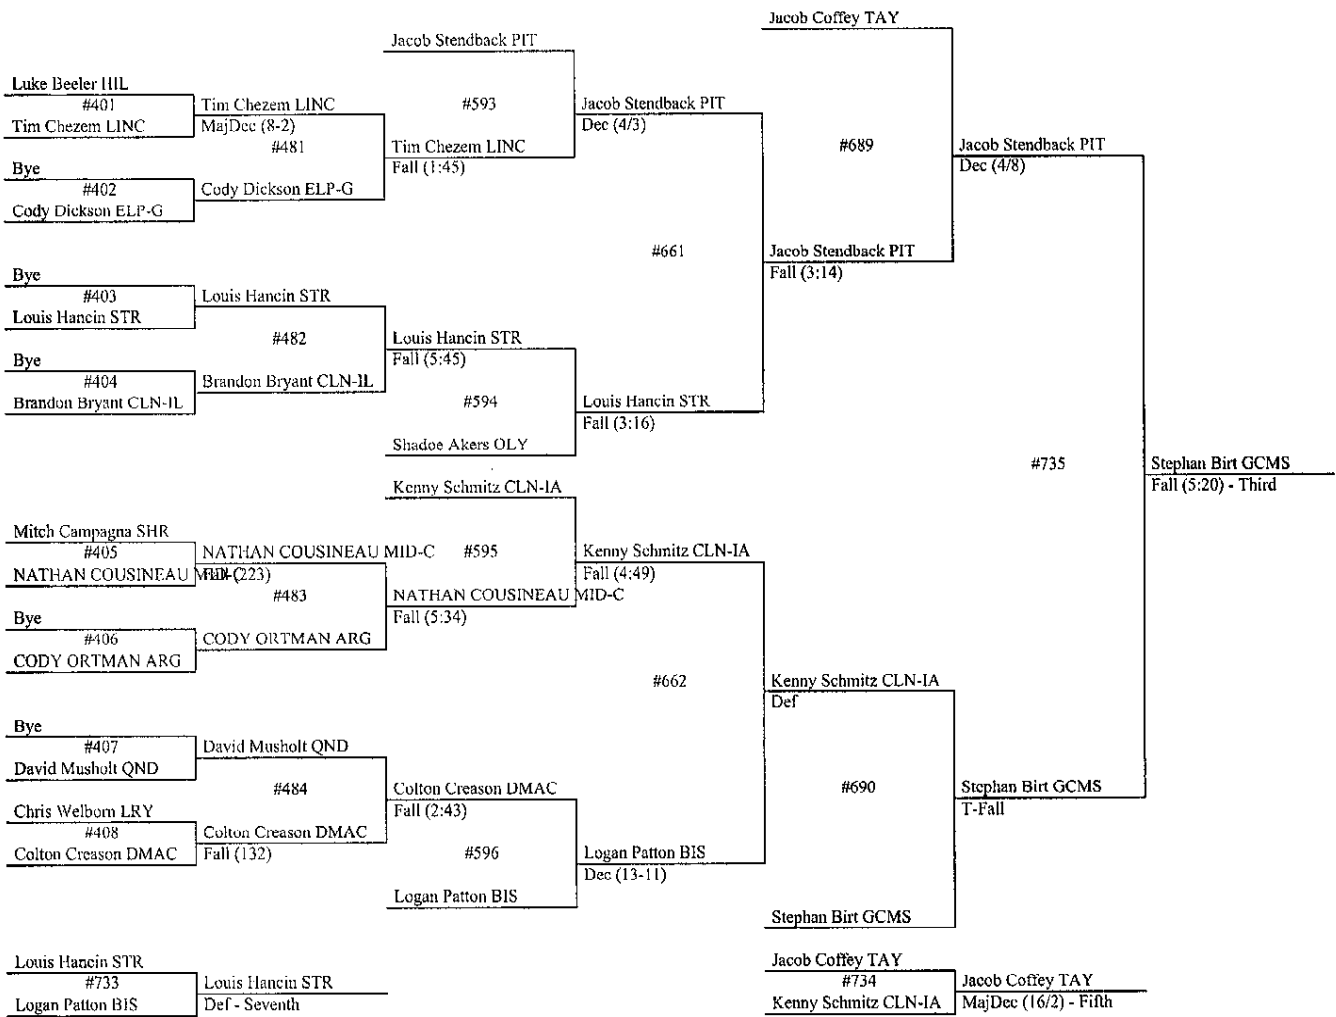 Jacob Coffey TAY
Jacob Stendback PIT
Luke Beeler HIL
#401
Tim Chezem LINC
Tim Chezem LINC
MajDec (8-2)
#593
Jacob Stendback PIT
Dec (4/3)
#481
Tim Chezem LINC
Fall (1:45)
#689
Jacob Stendback PIT
Dec (4/8)
Bye
#402
Cody Dickson ELP-G
Cody Dickson ELP-G
#661
Jacob Stendback PIT
Fall (3:14)
Bye
#403
Louis Hancin STR
Louis Hancin STR
#482
Louis Hancin STR
Fall (5:45)
Bye
#404
Brandon Bryant CLN-IL
Brandon Bryant CLN-IL
#594
Louis Hancin STR
Fall (3:16)
Shadoe Akers OLY
#735
Stephan Birt GCMS
Fall (5:20) - Third
Kenny Schmitz CLN-IA
Mitch Campagna SHR
#405
NATHAN COUSINEAU MID-C
NATHAN COUSINEAU MID-C
Fall (223)
#595
Kenny Schmitz CLN-IA
Fall (4:49)
#483
NATHAN COUSINEAU MID-C
Fall (5:34)
Bye
#406
CODY ORTMAN ARG
CODY ORTMAN ARG
#662
Kenny Schmitz CLN-IA
Def
Bye
#407
David Musholt QND
David Musholt QND
#484
Colton Creason DMAC
Fall (2:43)
#690
Stephan Birt GCMS
T-Fall
Chris Welborn LRY
#408
Colton Creason DMAC
Colton Creason DMAC
Fall (132)
#596
Logan Patton BIS
Dec (13-11)
Logan Patton BIS
Stephan Birt GCMS
Louis Hancin STR
#733
Logan Patton BIS
Louis Hancin STR
Def - Seventh
Jacob Coffey TAY
#734
Kenny Schmitz CLN-IA
Jacob Coffey TAY
MajDec (16/2) - Fifth